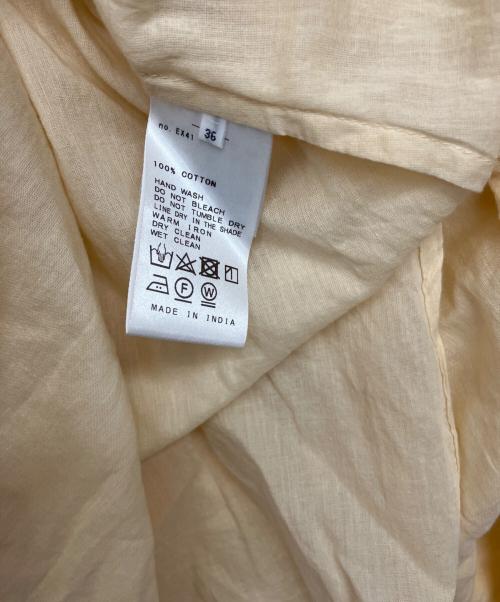 no. EX41
36
100% COTTON
HAND WASH
DO NOT BLEACH
DO NOT TUMBLE DRY
LINE DRY IN THE SHADE
WARM IRON
DRY CLEAN
WET CLEAN
F W
MADE IN INDIA